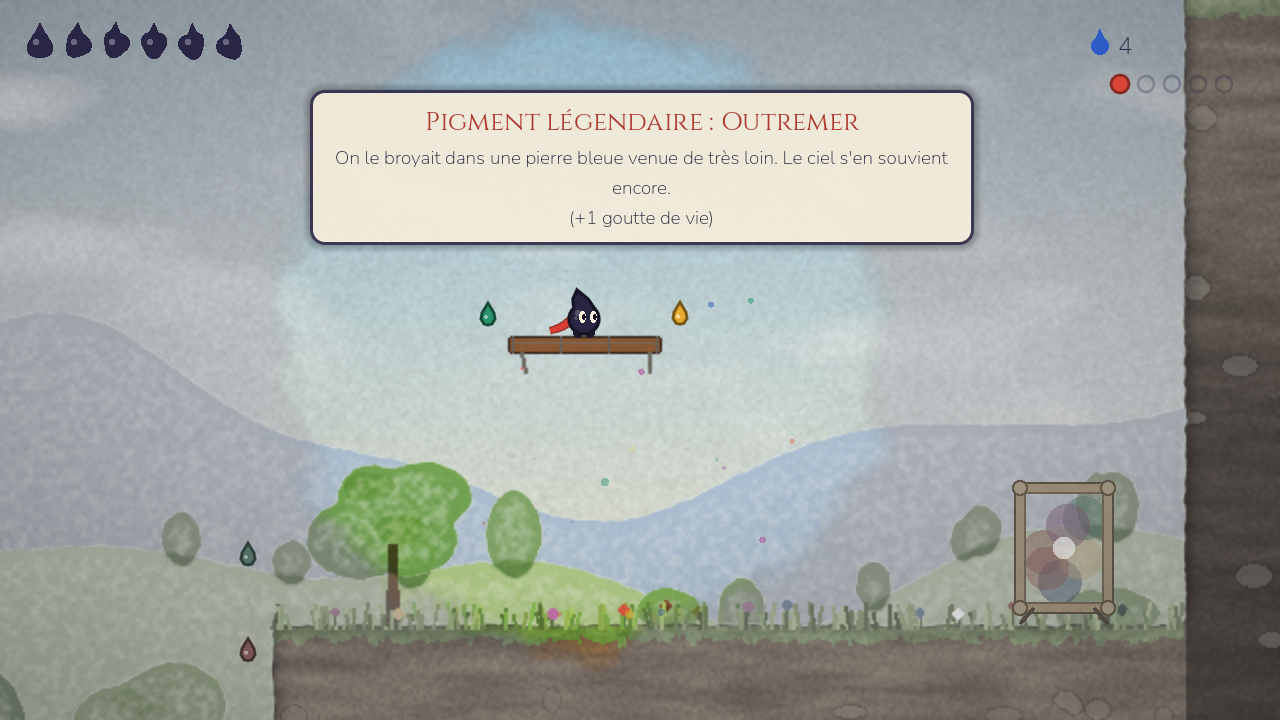 4
Pigment légendaire : Outremer
On le broyait dans une pierre bleue venue de très loin. Le ciel s'en souvient
encore.
(+1 goutte de vie)